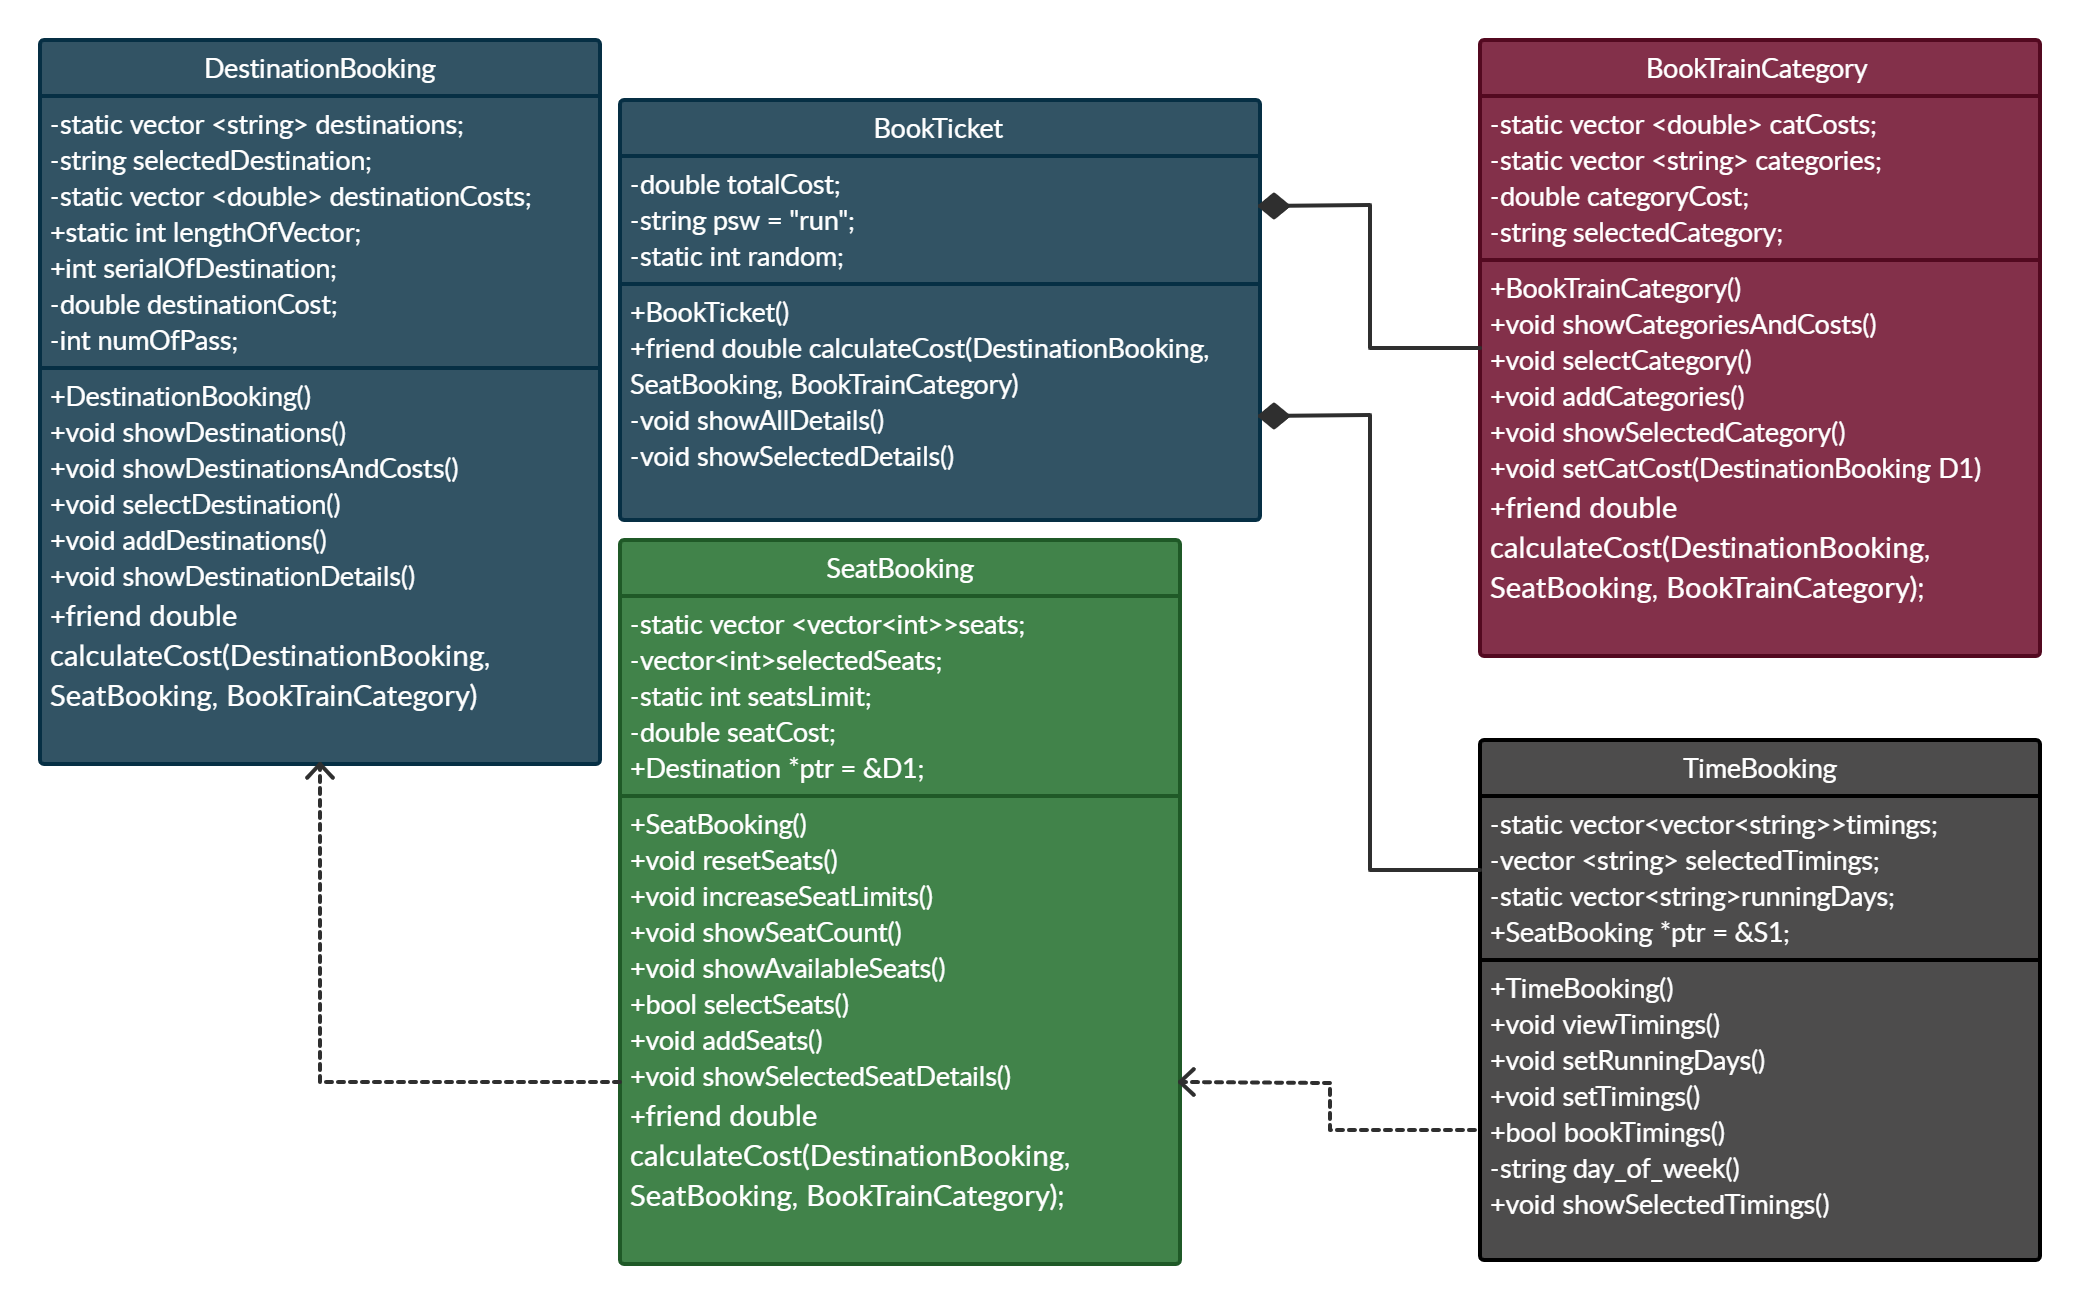 DestinationBooking
-static vector <string> destinations;
-string selectedDestination;
-static vector <double> destinationCosts;
+static int lengthOfVector;
+int serialOfDestination;
-double destinationCost;
-int numOfPass;
+DestinationBooking()
+void showDestinations()
+void showDestinationsAndCosts()
+void selectDestination()
+void addDestinations()
+void showDestinationDetails()
+friend double
calculateCost(DestinationBooking,
SeatBooking, BookTrainCategory)
BookTicket
-double totalCost;
-string psw = "run";
-static int random;
+BookTicket()
+friend double calculateCost(DestinationBooking,
SeatBooking, BookTrainCategory)
-void showAllDetails()
-void showSelectedDetails()
SeatBooking
-static vector <vector<int>>seats;
-vector<int>selectedSeats;
-static int seatsLimit;
-double seatCost;
+Destination *ptr = &D1;
+SeatBooking()
+void resetSeats()
+void increaseSeatLimits()
+void showSeatCount()
+void showAvailableSeats()
+bool selectSeats()
+void addSeats()
+void showSelectedSeatDetails()
+friend double
calculateCost(DestinationBooking,
SeatBooking, BookTrainCategory);
BookTrainCategory
-static vector <double> catCosts;
-static vector <string> categories;
-double categoryCost;
-string selectedCategory;
+BookTrainCategory()
+void showCategoriesAndCosts()
+void selectCategory()
+void addCategories()
+void showSelectedCategory()
+void setCatCost(DestinationBooking D1)
+friend double
calculateCost(DestinationBooking,
SeatBooking, BookTrainCategory);
TimeBooking
-static vector<vector<string>>timings;
-vector <string> selectedTimings;
-static vector<string>runningDays;
+SeatBooking *ptr = &S1;
+TimeBooking()
+void viewTimings()
+void setRunningDays()
+void setTimings()
+bool bookTimings()
-string day_of_week()
+void showSelectedTimings()